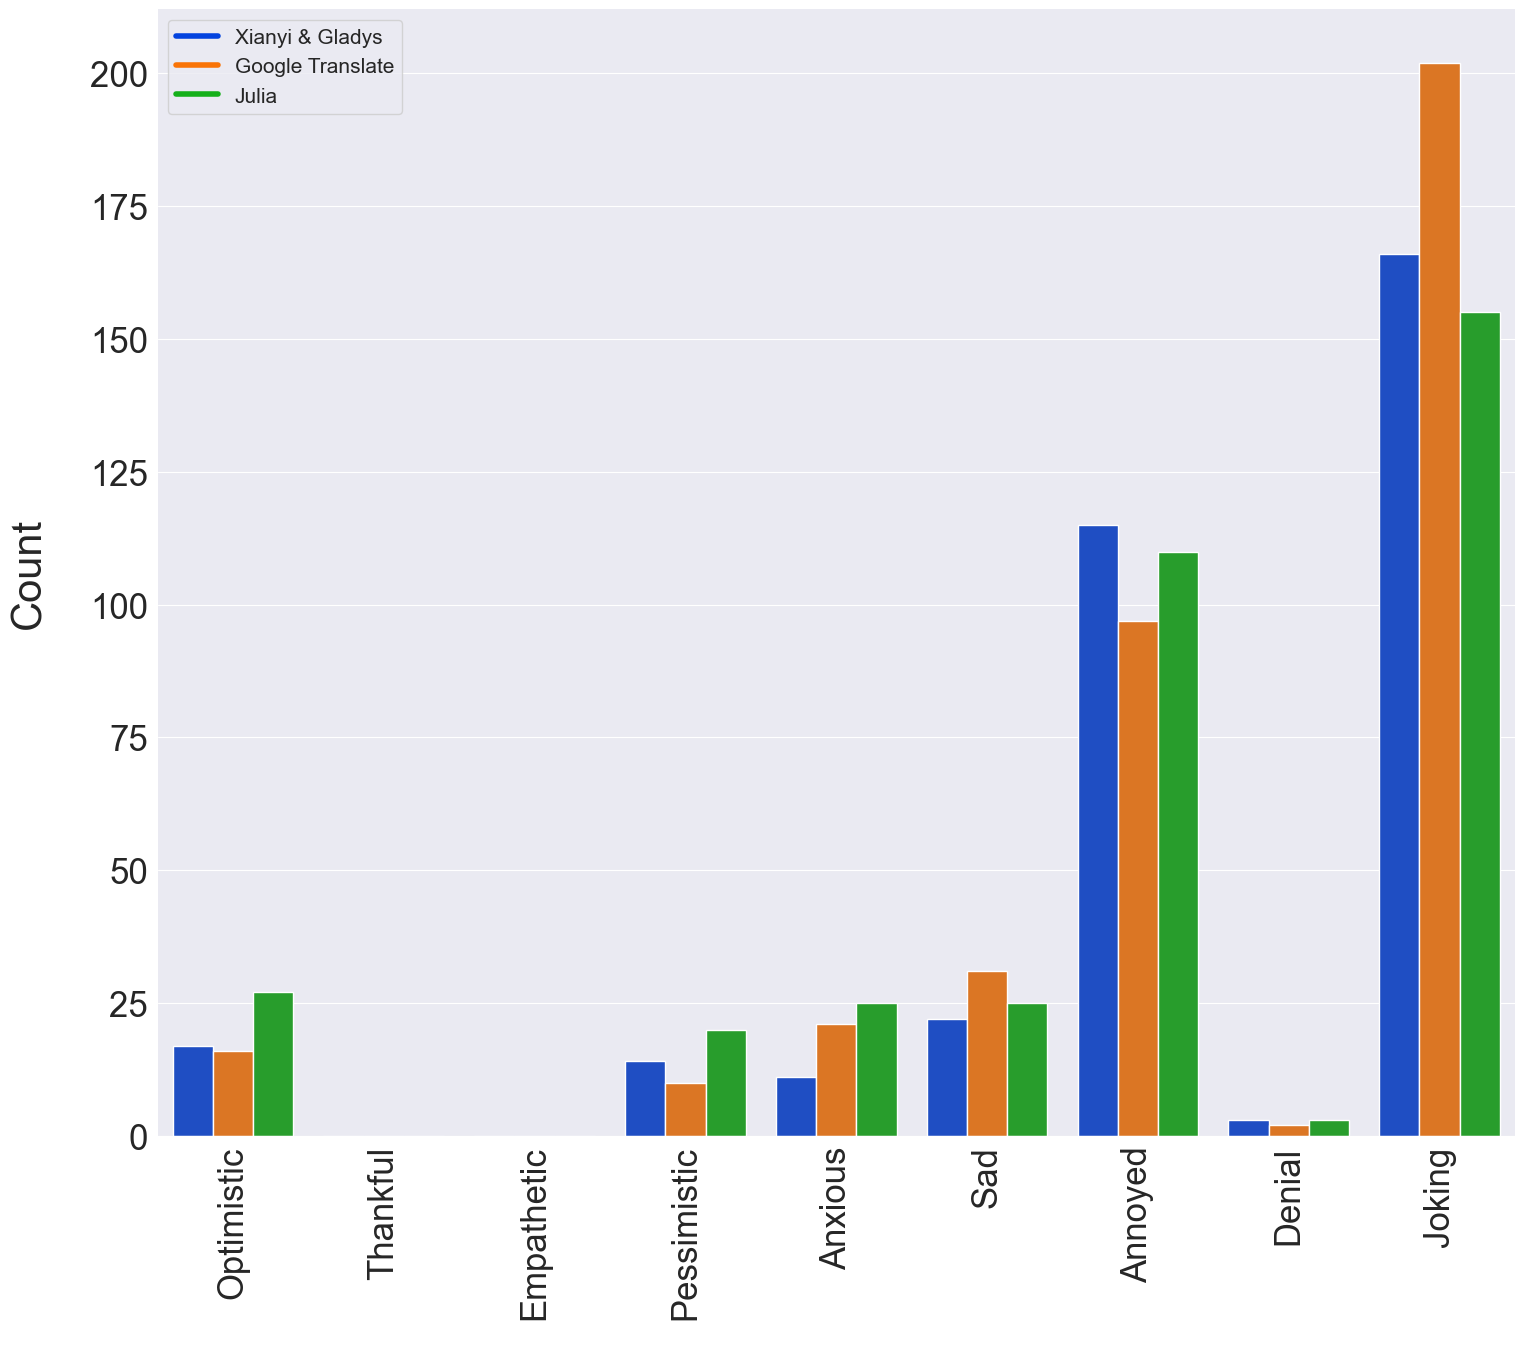 Xianyi & Gladys
Google Translate
Julia
Count
200
175
150
125
100
75
50
25
0
Optimistic
Thankful
Empathetic
Pessimistic
Anxious
Sad
Annoyed
Denial
Joking